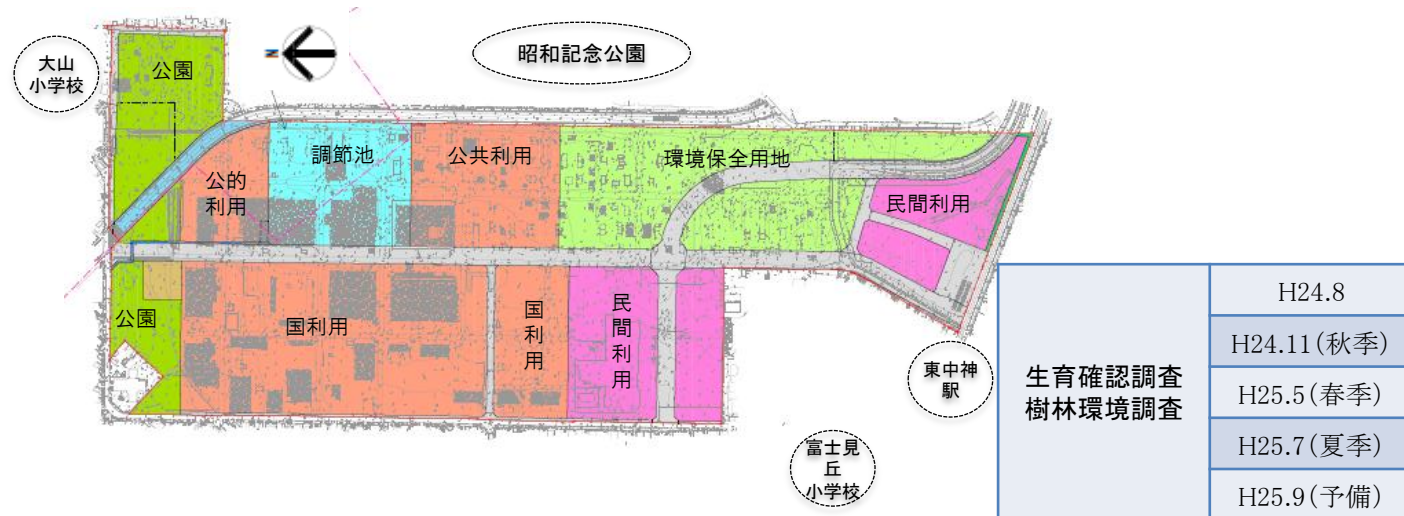 大山
小学校
公園
N
昭和記念公園
公的
利用
調節池
公共利用
環境保全用地
民間利用
公園
国利用
国
利
用
民
間
利
用
東中神
駅
富士見
丘
小学校
生育確認調査
樹林環境調査
H24.8
H24.11(秋季)
H25.5(春季)
H25.7(夏季)
H25.9(予備)